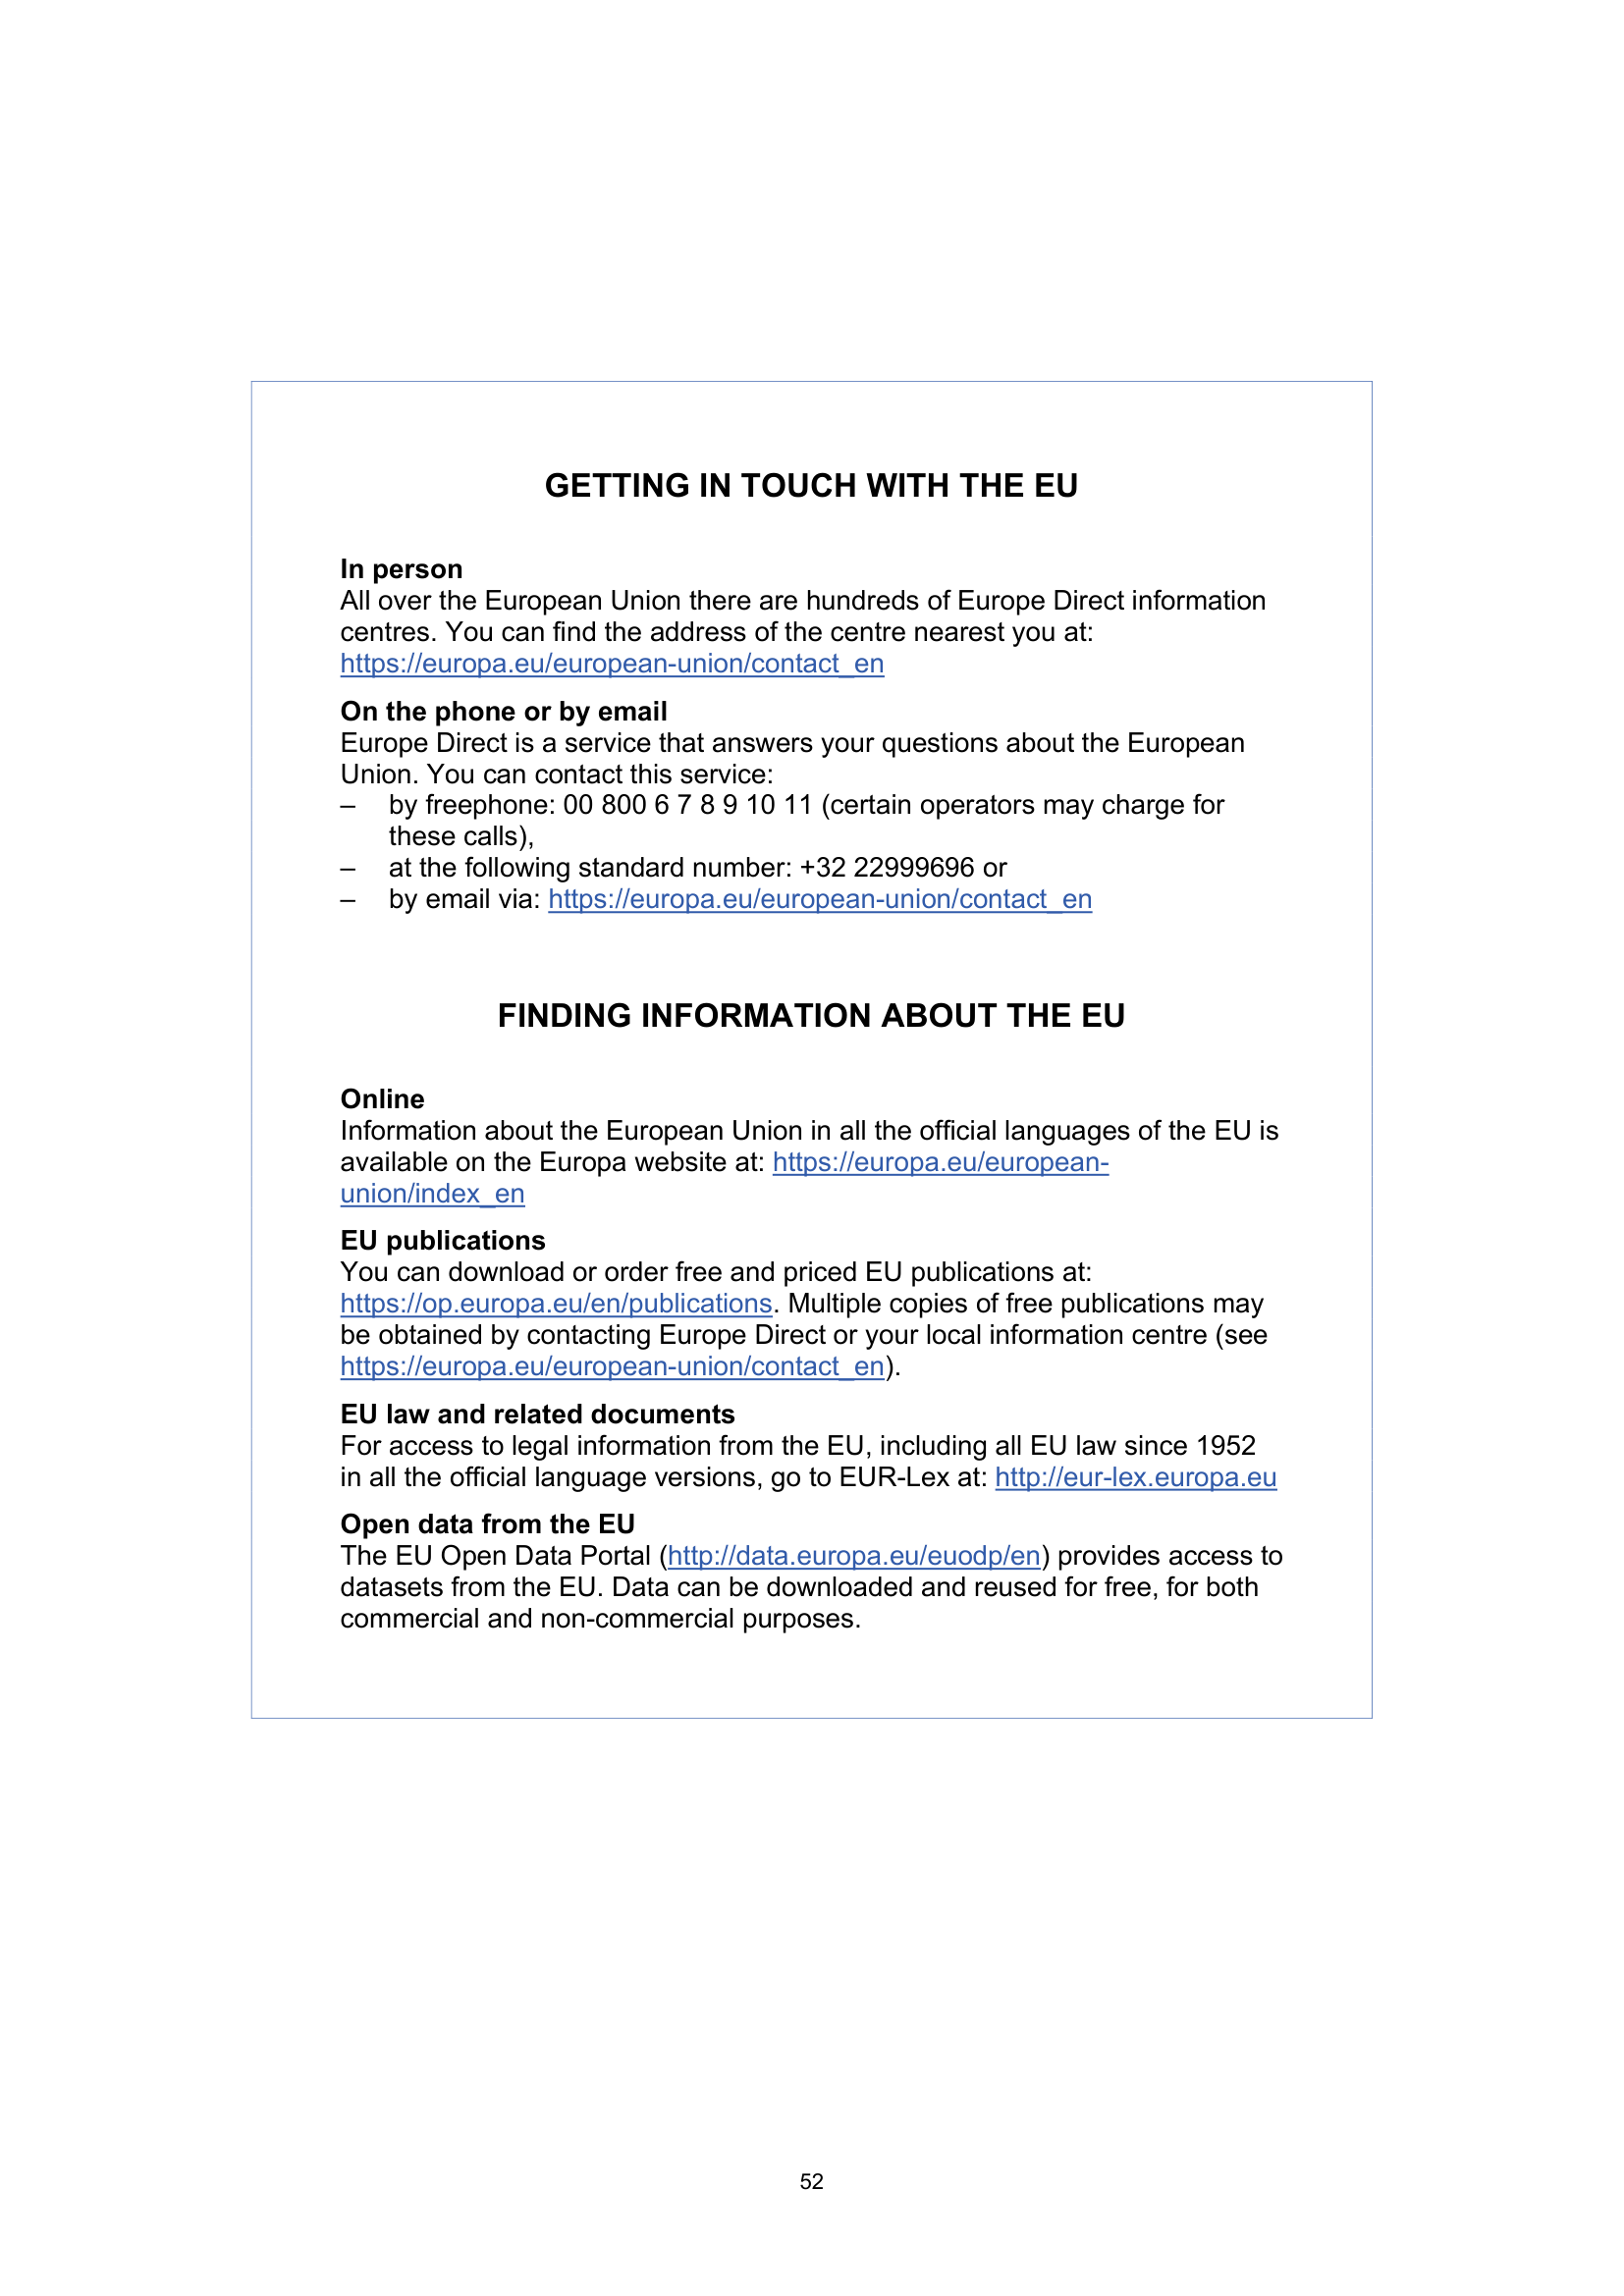 GETTING IN TOUCH WITH THE EU
In person
All over the European Union there are hundreds of Europe Direct information
centres. You can find the address of the centre nearest you at:
https://europa.eu/european-union/contact_en
On the phone or by email
Europe Direct is a service that answers your questions about the European
Union. You can contact this service:
– by freephone: 00 800 6 7 8 9 10 11 (certain operators may charge for
these calls),
– at the following standard number: +32 22999696 or
– by email via: https://europa.eu/european-union/contact_en
FINDING INFORMATION ABOUT THE EU
Online
Information about the European Union in all the official languages of the EU is
available on the Europa website at: https://europa.eu/european-
union/index_en
EU publications
You can download or order free and priced EU publications at:
https://op.europa.eu/en/publications. Multiple copies of free publications may
be obtained by contacting Europe Direct or your local information centre (see
https://europa.eu/european-union/contact_en).
EU law and related documents
For access to legal information from the EU, including all EU law since 1952
in all the official language versions, go to EUR-Lex at: http://eur-lex.europa.eu
Open data from the EU
The EU Open Data Portal (http://data.europa.eu/euodp/en) provides access to
datasets from the EU. Data can be downloaded and reused for free, for both
commercial and non-commercial purposes.
52